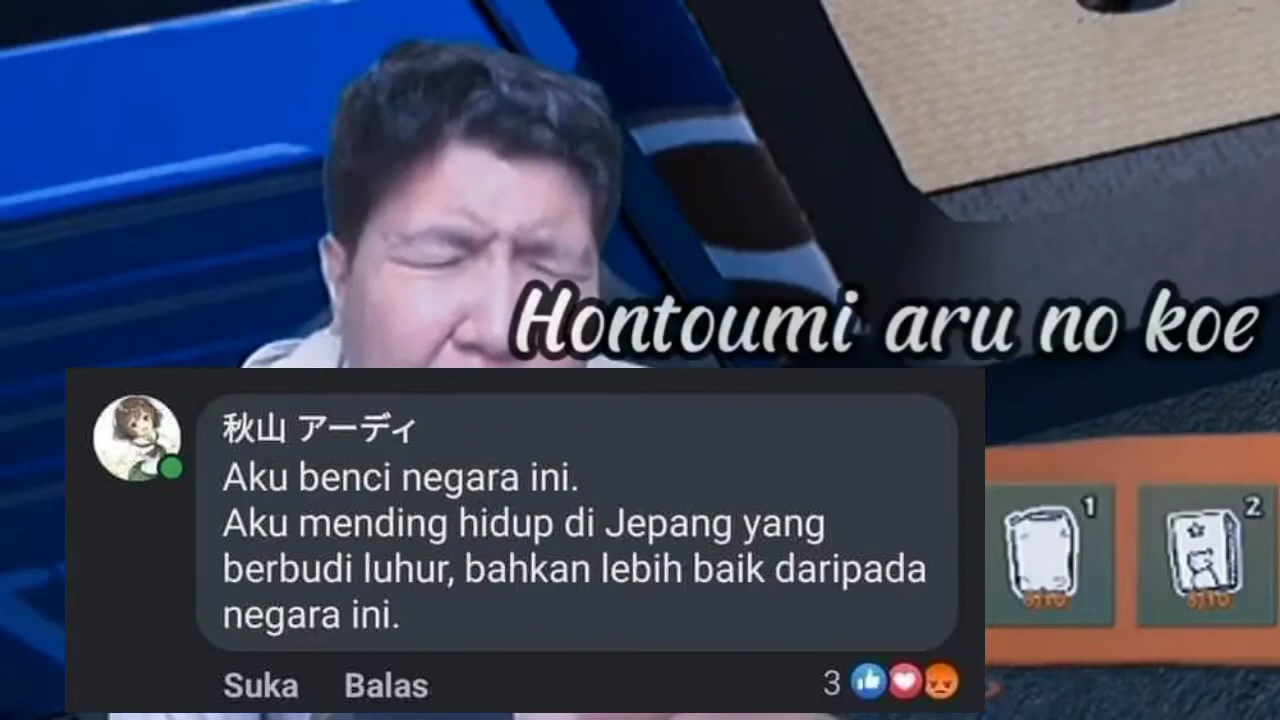 Hontoumi aru no koe
秋山 アーディ
Aku benci negara ini.
Aku mending hidup di Jepang yang
berbudi luhur, bahkan lebih baik daripada
negara ini.
Suka Balas
3
1
2